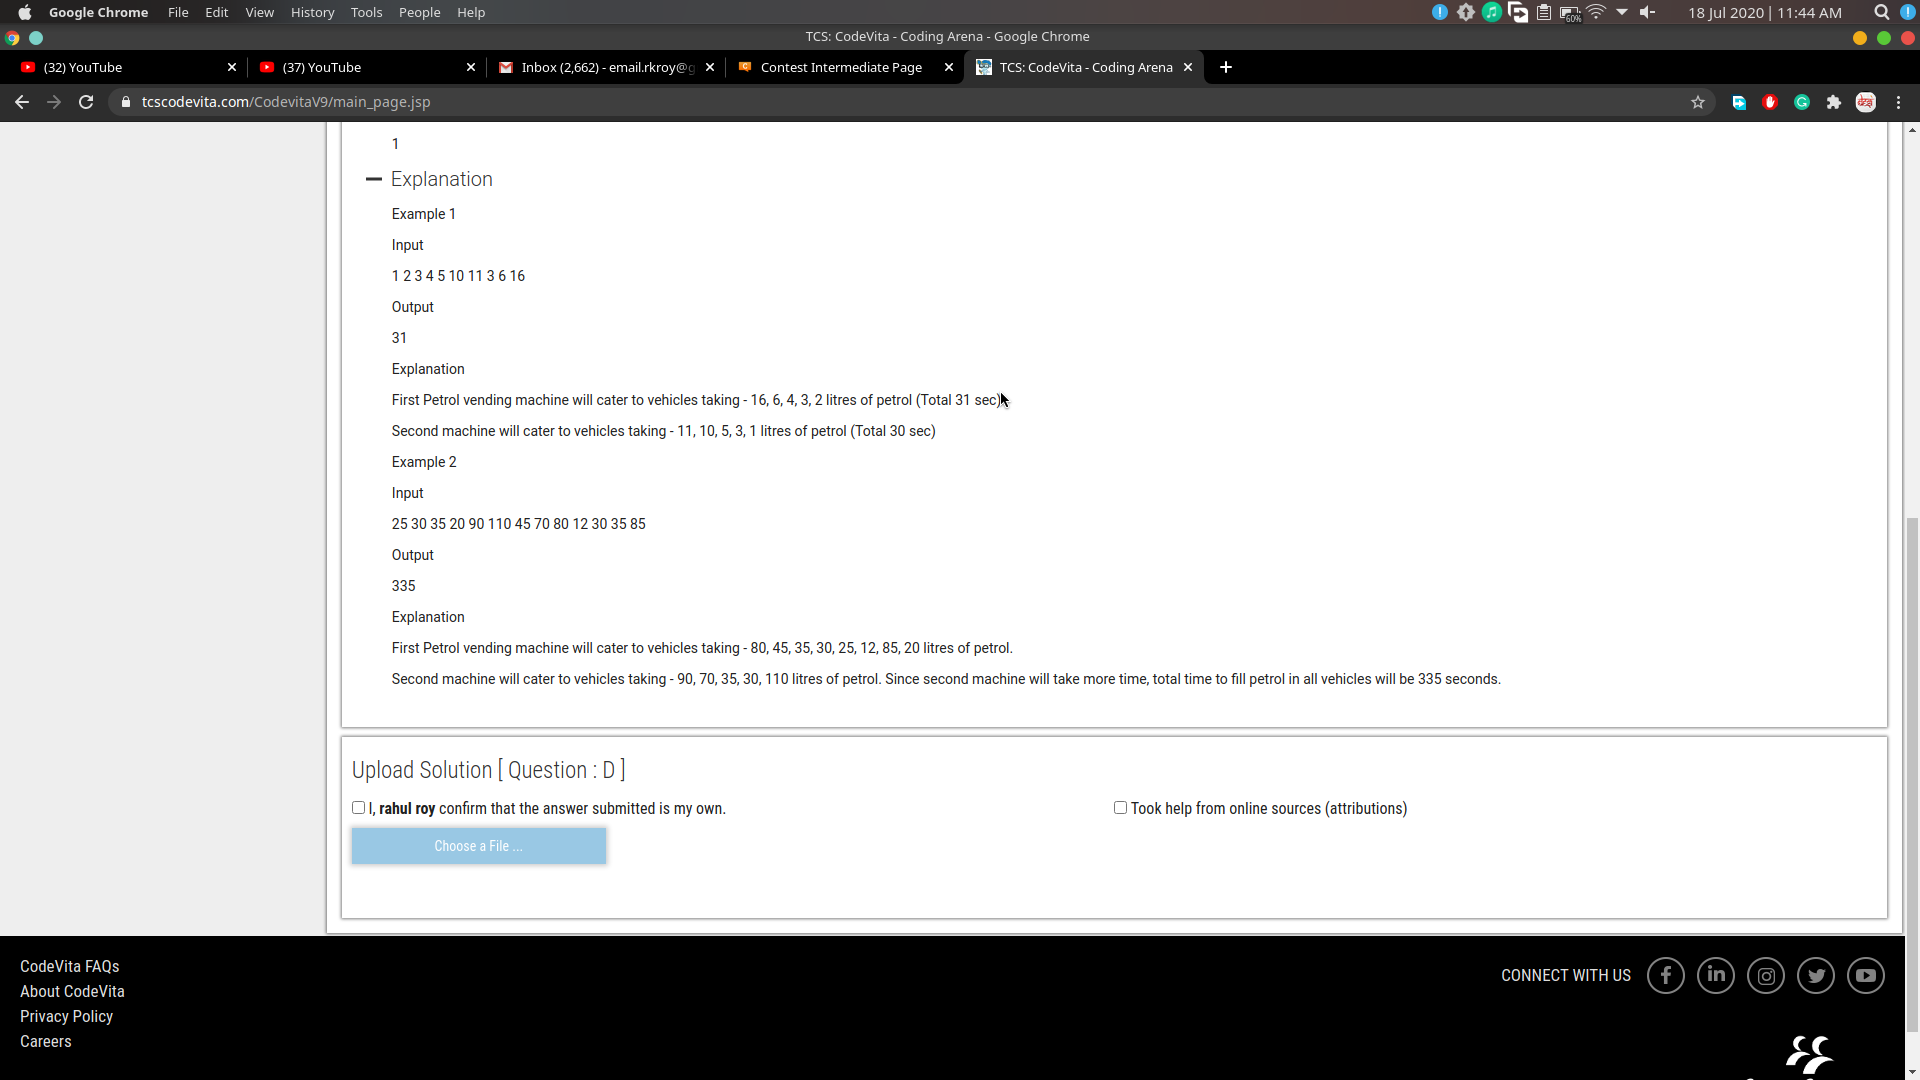 Google Chrome File Edit View History Tools People Help 60% 18 Jul 2020 | 11:44 AM
TCS: CodeVita - Coding Arena - Google Chrome
(32) YouTube (37) YouTube Inbox (2,662) - email.rkroy@g Contest Intermediate Page TCS: CodeVita - Coding Arena
tcscodevita.com/CodevitaV9/main_page.jsp
1
Explanation
Example 1
Input
1 2 3 4 5 10 11 3 6 16
Output
31
Explanation
First Petrol vending machine will cater to vehicles taking - 16, 6, 4, 3, 2 litres of petrol (Total 31 sec)
Second machine will cater to vehicles taking - 11, 10, 5, 3, 1 litres of petrol (Total 30 sec)
Example 2
Input
25 30 35 20 90 110 45 70 80 12 30 35 85
Output
335
Explanation
First Petrol vending machine will cater to vehicles taking - 80, 45, 35, 30, 25, 12, 85, 20 litres of petrol.
Second machine will cater to vehicles taking - 90, 70, 35, 30, 110 litres of petrol. Since second machine will take more time, total time to fill petrol in all vehicles will be 335 seconds.
Upload Solution [ Question : D ]
I, rahul roy confirm that the answer submitted is my own. Took help from online sources (attributions)
Choose a File ...
CodeVita FAQs
About CodeVita
Privacy Policy
Careers
CONNECT WITH US